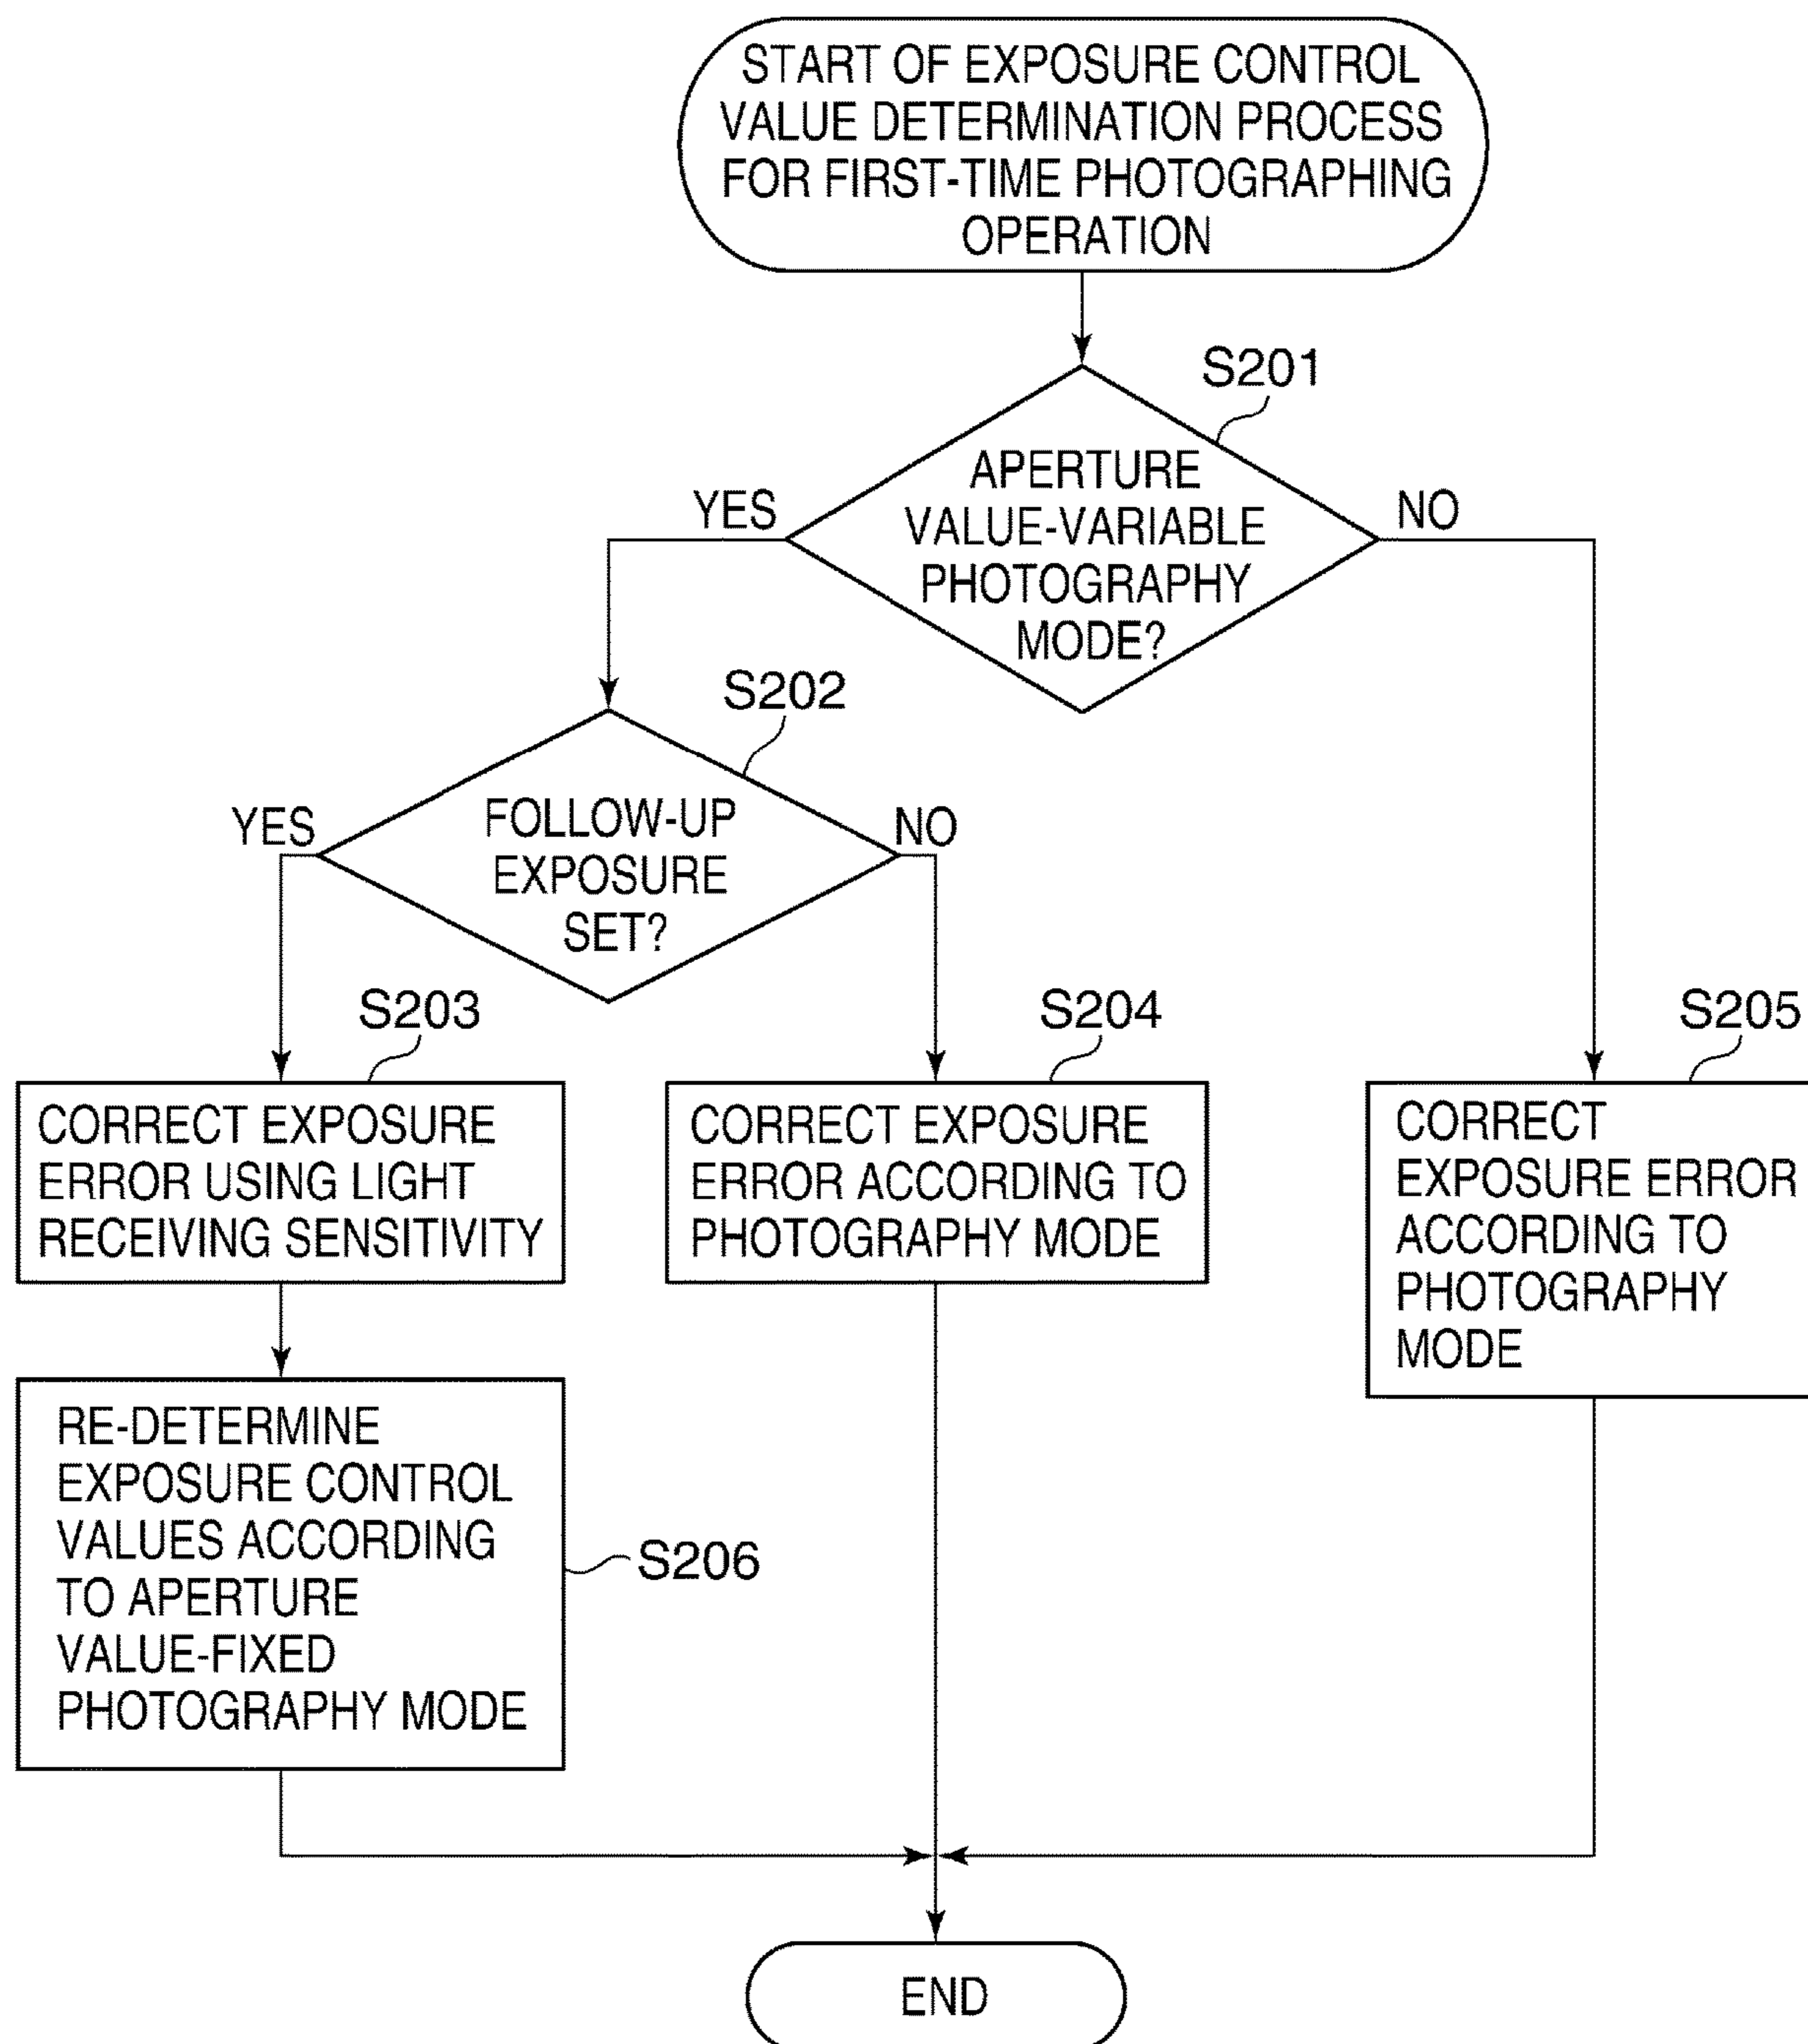 START OF EXPOSURE CONTROL
VALUE DETERMINATION PROCESS
FOR FIRST-TIME PHOTOGRAPHING
OPERATION
S201
APERTURE
VALUE-VARIABLE
PHOTOGRAPHY
MODE?
YES
NO
S202
FOLLOW-UP
EXPOSURE
SET?
YES
NO
S203
CORRECT EXPOSURE
ERROR USING LIGHT
RECEIVING SENSITIVITY
S204
CORRECT EXPOSURE
ERROR ACCORDING TO
PHOTOGRAPHY MODE
S205
CORRECT
EXPOSURE ERROR
ACCORDING TO
PHOTOGRAPHY
MODE
RE-DETERMINE
EXPOSURE CONTROL
VALUES ACCORDING
TO APERTURE
VALUE-FIXED
PHOTOGRAPHY MODE
S206
END